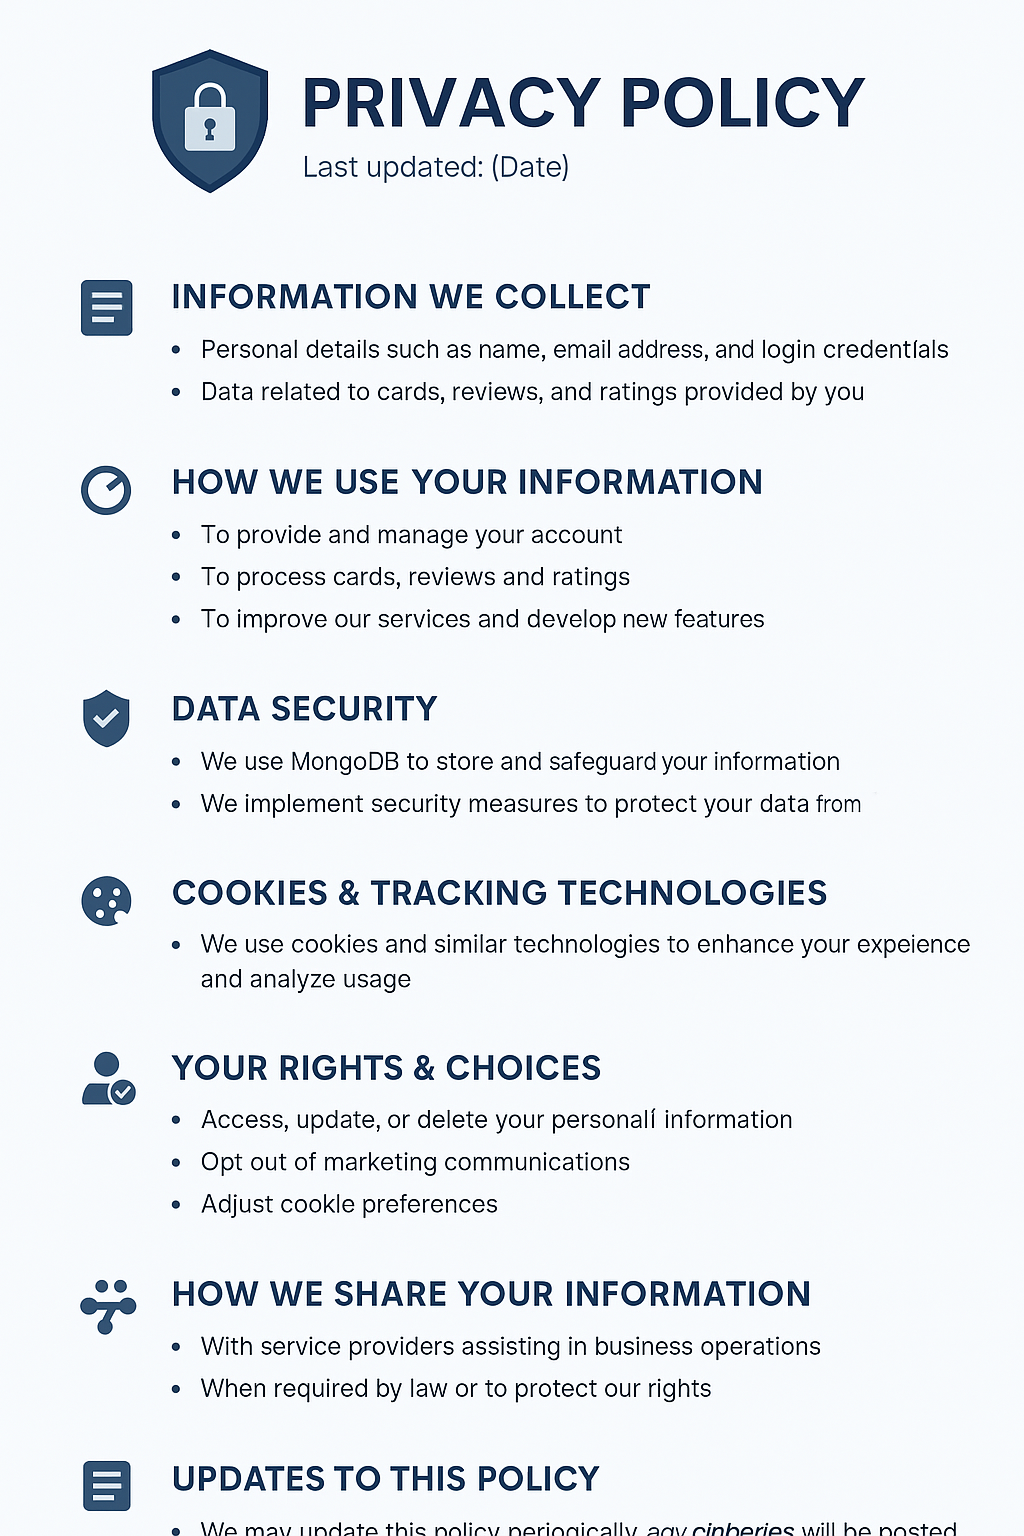 PRIVACY POLICY
Last updated: (Date)
INFORMATION WE COLLECT
• Personal details such as name, email address, and login credentíals
• Data related to cards, reviews, and ratings provided by you
HOW WE USE YOUR INFORMATION
• To provide and manage your account
• To process cards, reviews and ratings
• To improve our services and develop new features
DATA SECURITY
• We use MongoDB to store and safeguard your information
• We implement security measures to protect your data from
COOKIES & TRACKING TECHNOLOGIES
• We use cookies and similar technologies to enhance your expeience
and analyze usage
YOUR RIGHTS & CHOICES
• Access, update, or delete your personalí information
• Opt out of marketing communications
• Adjust cookle preferences
HOW WE SHARE YOUR INFORMATION
• With service providers assisting in business operations
• When required by law or to protect our rights
UPDATES TO THIS POLICY
• We may update this policy periogically, will be posted